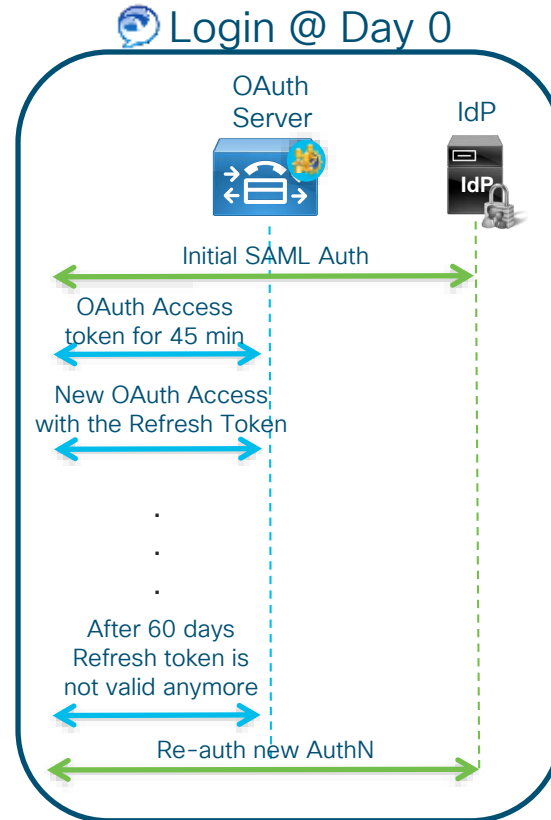 Login @ Day 0
OAuth
Server
IdP
IdP
Initial SAML Auth
OAuth Access
token for 45 min
New OAuth Access
with the Refresh Token
.
.
.
After 60 days
Refresh token is
not valid anymore
Re-auth new AuthN